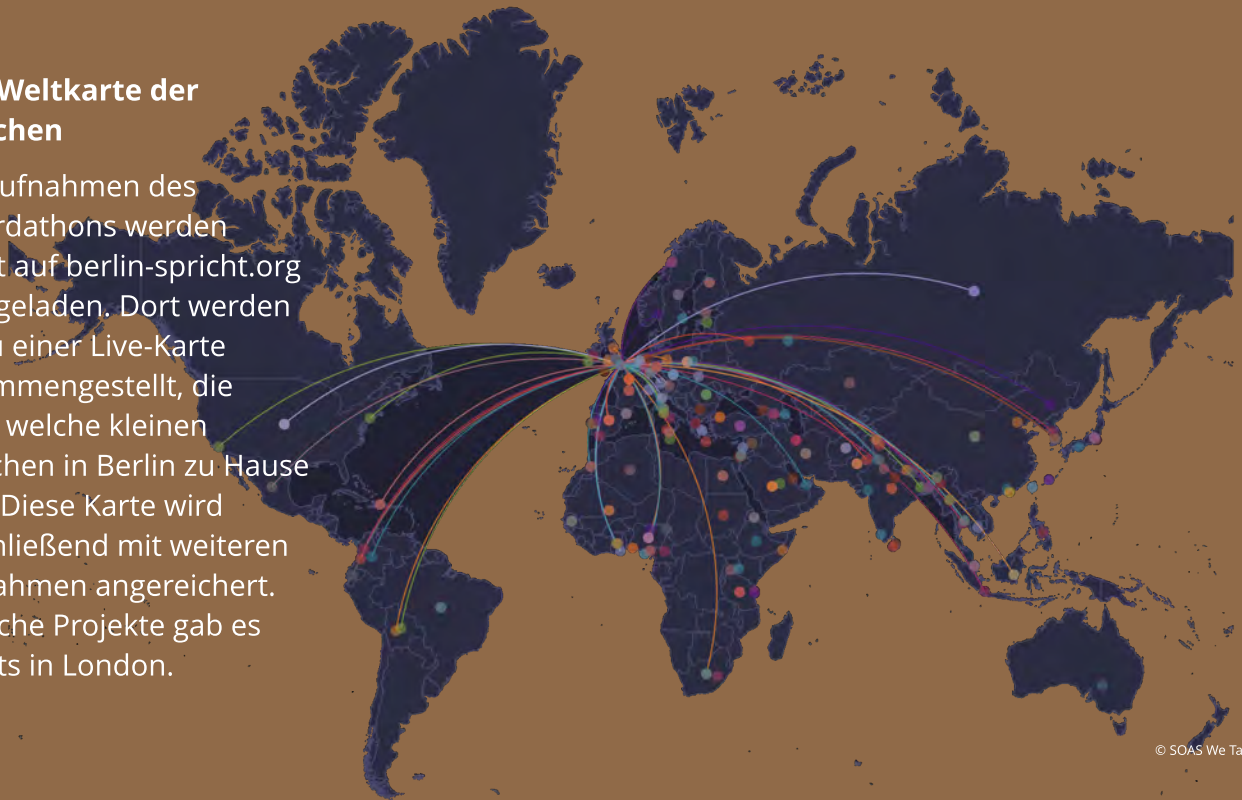 Weltkarte der
chen
ufnahmen des
rdathons werden
t auf berlin-spricht.org
geladen. Dort werden
u einer Live-Karte
mmengestellt, die
welche kleinen
chen in Berlin zu Hause
Diese Karte wird
hließend mit weiteren
ahmen angereichert.
che Projekte gab es
ts in London.
© SOAS We Ta